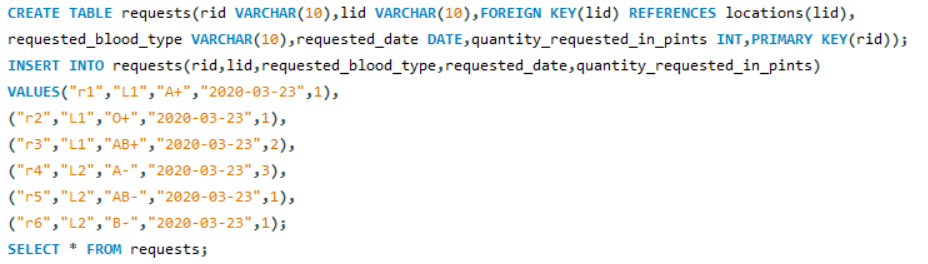 CREATE TABLE requests(rid VARCHAR(10),lid VARCHAR(10),FOREIGN KEY(lid) REFERENCES locations(lid),
requested_blood_type VARCHAR(10),requested_date DATE,quantity_requested_in_pints INT,PRIMARY KEY(rid));
INSERT INTO requests(rid,lid,requested_blood_type,requested_date,quantity_requested_in_pints)
VALUES("r1","L1","A+","2020-03-23",1),
("r2","L1","O+","2020-03-23",1),
("r3","L1","AB+","2020-03-23",2),
("r4","L2","A-","2020-03-23",3),
("r5","L2","AB-","2020-03-23",1),
("r6","L2","B-","2020-03-23",1);
SELECT * FROM requests;